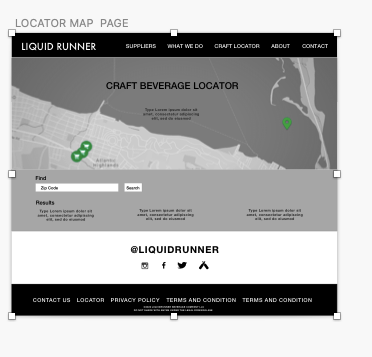 LOCATOR MAP PAGE
LIQUID RUNNER
SUPPLIERS WHAT WE DO CRAFT LOCATOR ABOUT CONTACT
CRAFT BEVERAGE LOCATOR
Type Lorem ipsum dolor sit
amet, consectetur adipiscing
elit, sed do eiusmod
Atlantic
Highlands
Find
Zip Code Search
Results
Type Lorem ipsum dolor sit
amet, consectetur adipiscing
elit, sed do eiusmod
Type Lorem ipsum dolor sit
amet, consectetur adipiscing
elit, sed do eiusmod
Type Lorem ipsum dolor sit
amet, consectetur adipiscing
elit, sed do eiusmod
@LIQUIDRUNNER
CONTACT US LOCATOR PRIVACY POLICY TERMS AND CONDITION TERMS AND CONDITION